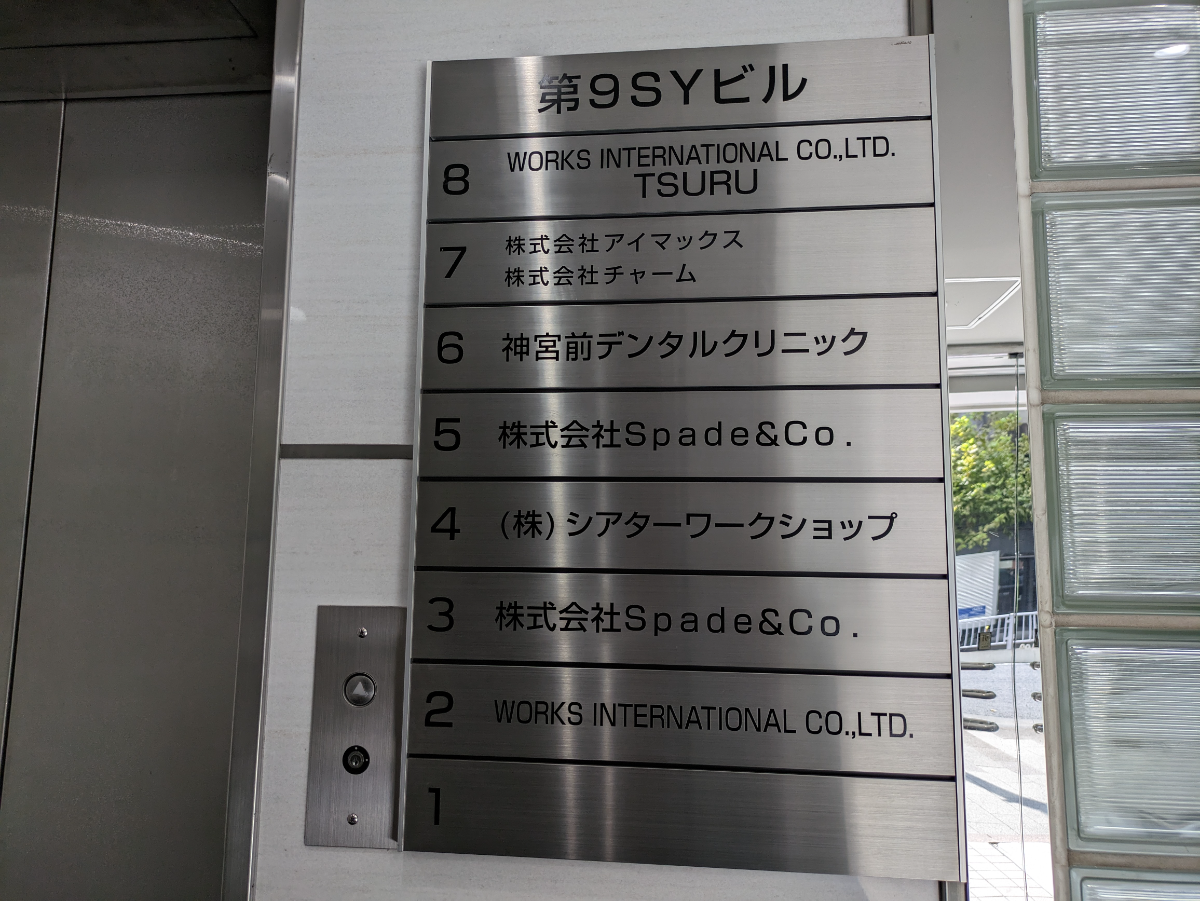 第9SYビル
8 WORKS INTERNATIONAL CO.,LTD.
TSURU
7 株式会社アイマックス
株式会社チャーム
6 神宮前デンタルクリニック
5 株式会社Spade&Co.
4 (株)シアターワークショップ
3 株式会社Spade&Co.
2 WORKS INTERNATIONAL CO.,LTD.
1